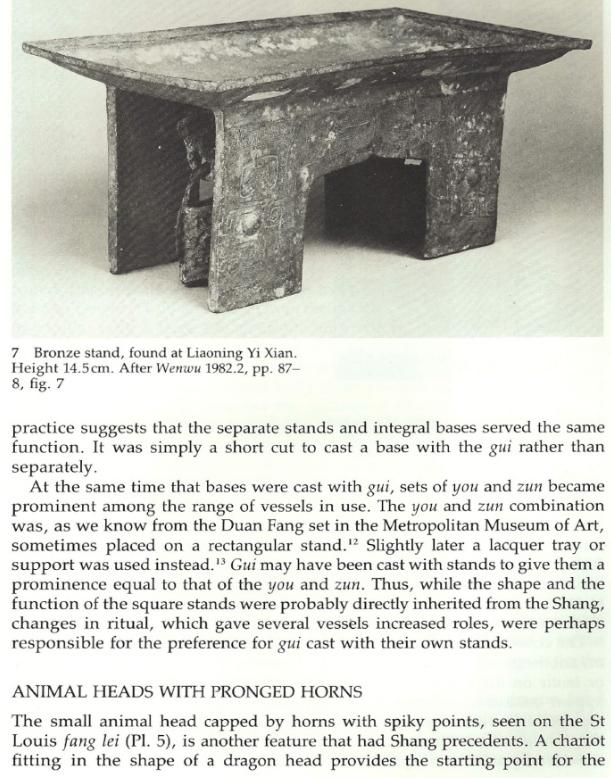 7 Bronze stand, found at Liaoning Yi Xian.
Height 14.5cm. After Wenwu 1982.2, pp. 87–
8, fig. 7
practice suggests that the separate stands and integral bases served the same
function. It was simply a short cut to cast a base with the gui rather than
separately.
At the same time that bases were cast with gui, sets of you and zun became
prominent among the range of vessels in use. The you and zun combination
was, as we know from the Duan Fang set in the Metropolitan Museum of Art,
sometimes placed on a rectangular stand.¹² Slightly later a lacquer tray or
support was used instead.¹³ Gui may have been cast with stands to give them a
prominence equal to that of the you and zun. Thus, while the shape and the
function of the square stands were probably directly inherited from the Shang,
changes in ritual, which gave several vessels increased roles, were perhaps
responsible for the preference for gui cast with their own stands.
ANIMAL HEADS WITH PRONGED HORNS
The small animal head capped by horns with spiky points, seen on the St
Louis fang lei (Pl. 5), is another feature that had Shang precedents. A chariot
fitting in the shape of a dragon head provides the starting point for the